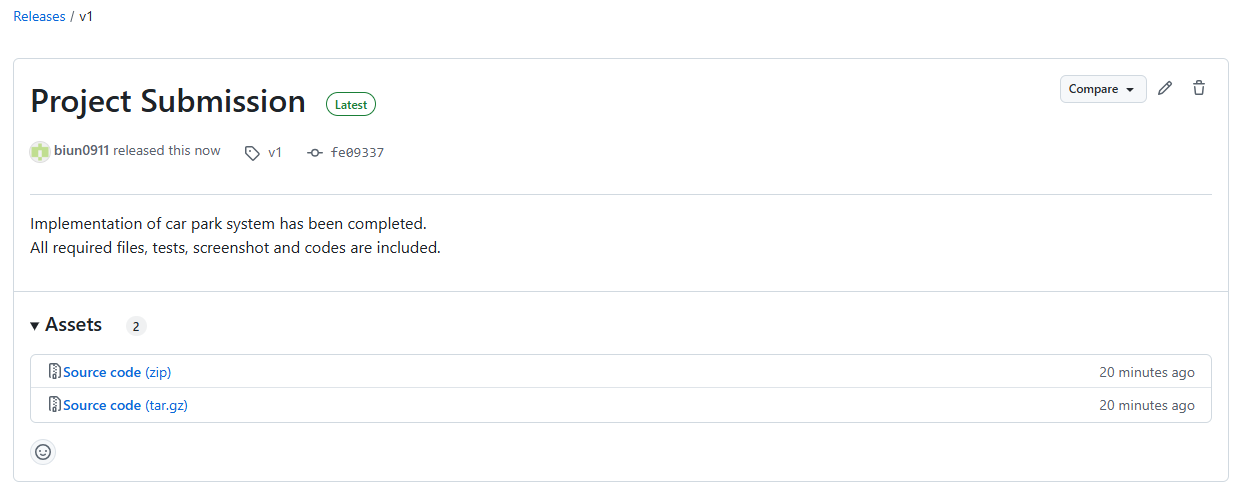 Releases / v1
Project Submission Latest
Compare
biun0911 released this now v1 fe09337
Implementation of car park system has been completed.
All required files, tests, screenshot and codes are included.
Assets 2
Source code (zip) 20 minutes ago
Source code (tar.gz) 20 minutes ago